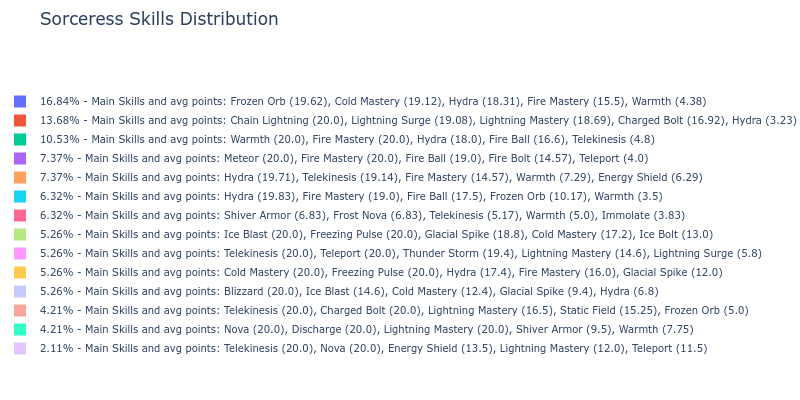 Sorceress Skills Distribution
16.84% - Main Skills and avg points: Frozen Orb (19.62), Cold Mastery (19.12), Hydra (18.31), Fire Mastery (15.5), Warmth (4.38)
13.68% - Main Skills and avg points: Chain Lightning (20.0), Lightning Surge (19.08), Lightning Mastery (18.69), Charged Bolt (16.92), Hydra (3.23)
10.53% - Main Skills and avg points: Warmth (20.0), Fire Mastery (20.0), Hydra (18.0), Fire Ball (16.6), Telekinesis (4.8)
7.37% - Main Skills and avg points: Meteor (20.0), Fire Mastery (20.0), Fire Ball (19.0), Fire Bolt (14.57), Teleport (4.0)
7.37% - Main Skills and avg points: Hydra (19.71), Telekinesis (19.14), Fire Mastery (14.57), Warmth (7.29), Energy Shield (6.29)
6.32% - Main Skills and avg points: Hydra (19.83), Fire Mastery (19.0), Fire Ball (17.5), Frozen Orb (10.17), Warmth (3.5)
6.32% - Main Skills and avg points: Shiver Armor (6.83), Frost Nova (6.83), Telekinesis (5.17), Warmth (5.0), Immolate (3.83)
5.26% - Main Skills and avg points: Ice Blast (20.0), Freezing Pulse (20.0), Glacial Spike (18.8), Cold Mastery (17.2), Ice Bolt (13.0)
5.26% - Main Skills and avg points: Telekinesis (20.0), Teleport (20.0), Thunder Storm (19.4), Lightning Mastery (14.6), Lightning Surge (5.8)
5.26% - Main Skills and avg points: Cold Mastery (20.0), Freezing Pulse (20.0), Hydra (17.4), Fire Mastery (16.0), Glacial Spike (12.0)
5.26% - Main Skills and avg points: Blizzard (20.0), Ice Blast (14.6), Cold Mastery (12.4), Glacial Spike (9.4), Hydra (6.8)
4.21% - Main Skills and avg points: Telekinesis (20.0), Charged Bolt (20.0), Lightning Mastery (16.5), Static Field (15.25), Frozen Orb (5.0)
4.21% - Main Skills and avg points: Nova (20.0), Discharge (20.0), Lightning Mastery (20.0), Shiver Armor (9.5), Warmth (7.75)
2.11% - Main Skills and avg points: Telekinesis (20.0), Nova (20.0), Energy Shield (13.5), Lightning Mastery (12.0), Teleport (11.5)